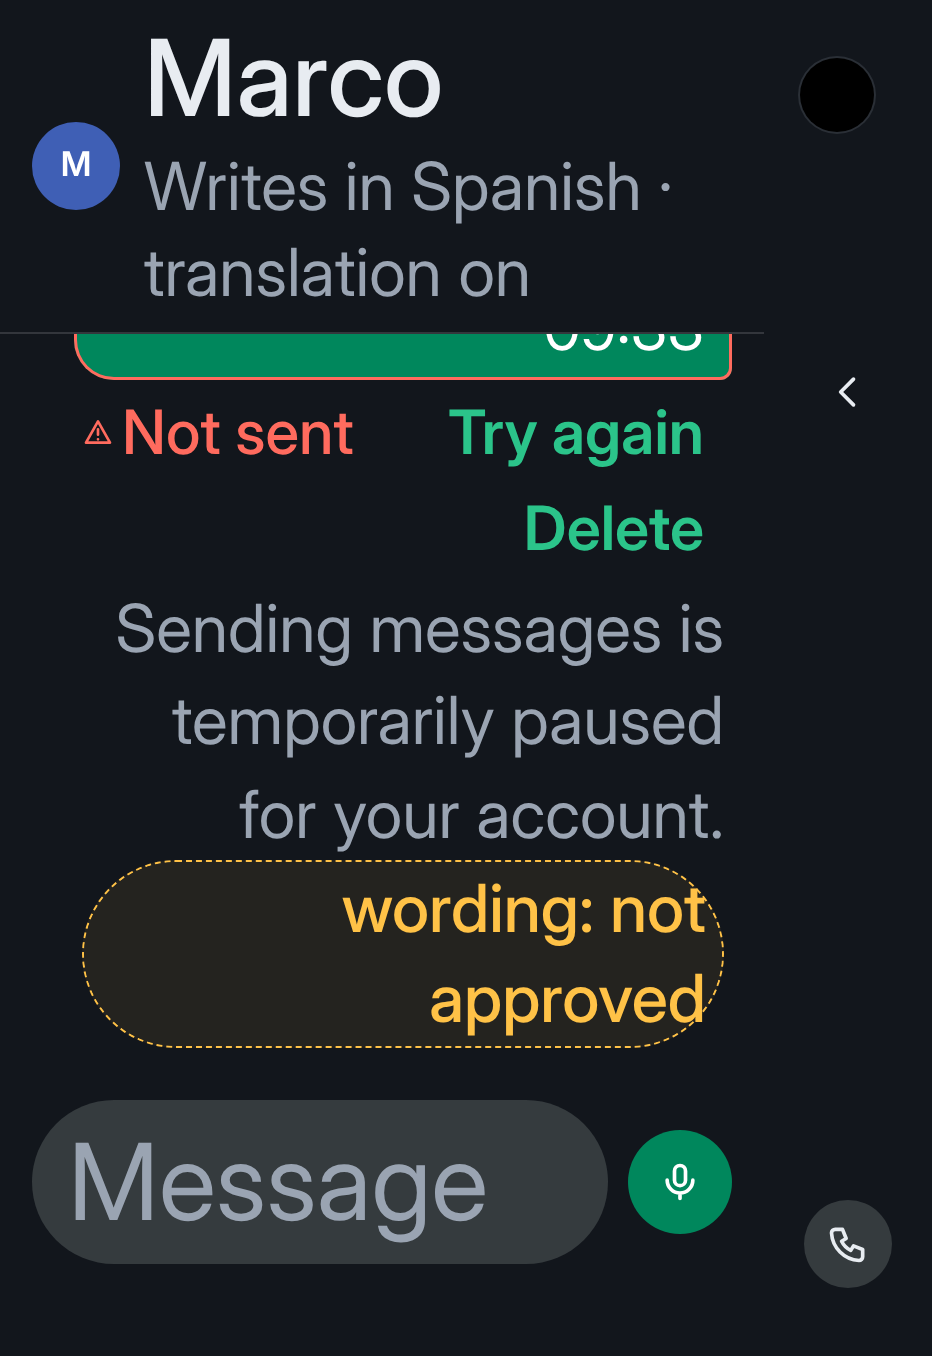 Marco
M
Writes in Spanish ·
translation on
Not sent
Try again
Delete
Sending messages is
temporarily paused
for your account.
wording: not
approved
Message